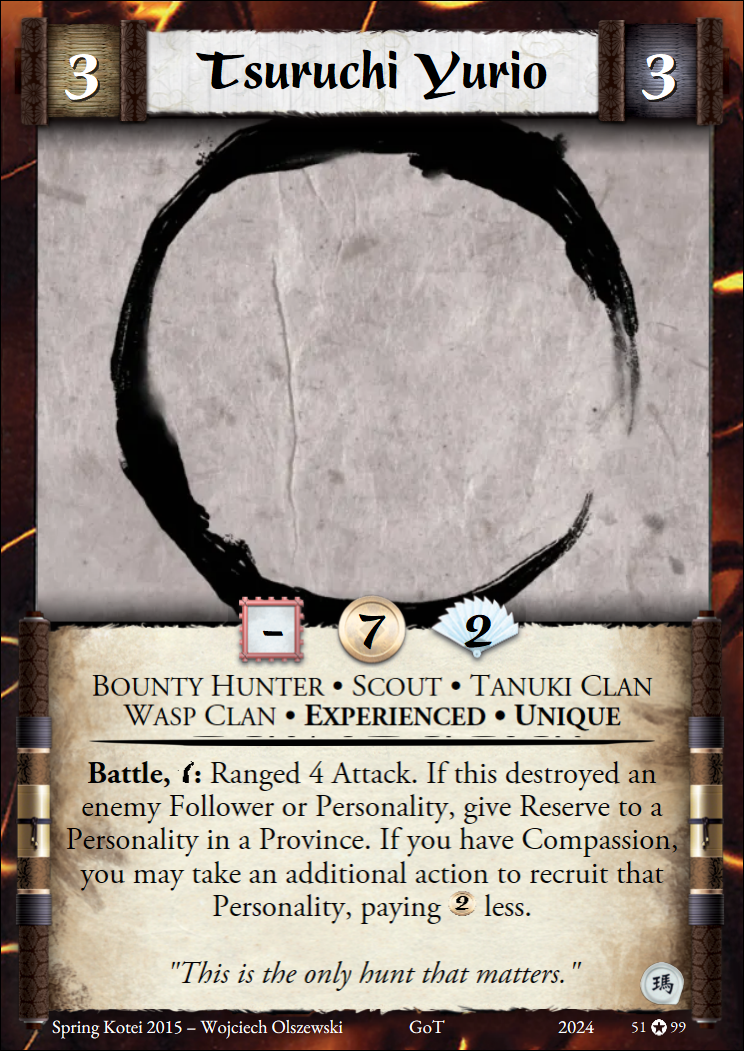 3 Tsuruchi Yurio 3
- 7 2
BOUNTY HUNTER • SCOUT • TANUKI CLAN
WASP CLAN • EXPERIENCED • UNIQUE
Battle, : Ranged 4 Attack. If this destroyed an
enemy Follower or Personality, give Reserve to a
Personality in a Province. If you have Compassion,
you may take an additional action to recruit that
Personality, paying 2 less.
"This is the only hunt that matters."
瑪
Spring Kotei 2015 – Wojciech Olszewski GoT 2024 51 ✪ 99